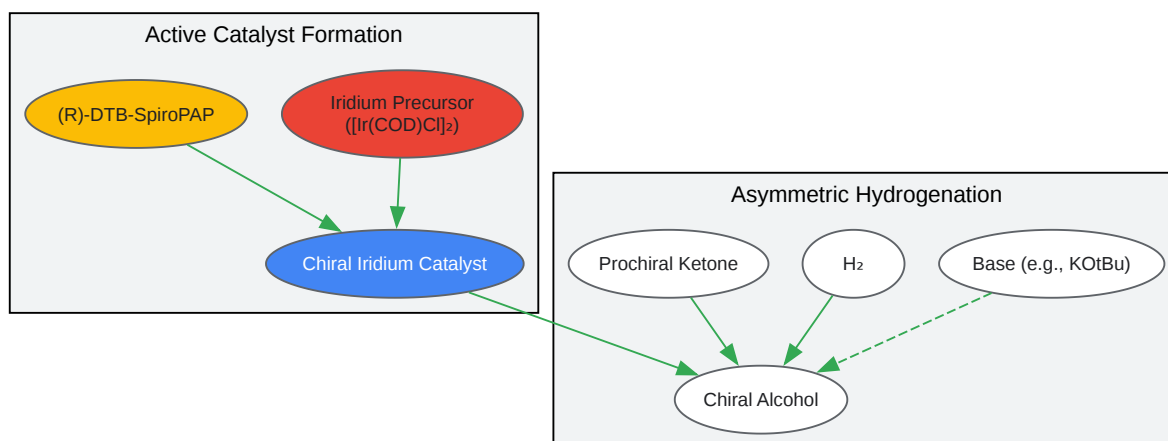 Active Catalyst Formation
(R)-DTB-SpiroPAP
Iridium Precursor
([Ir(COD)Cl]₂)
Chiral Iridium Catalyst
Asymmetric Hydrogenation
Prochiral Ketone
H₂
Base (e.g., KOtBu)
Chiral Alcohol